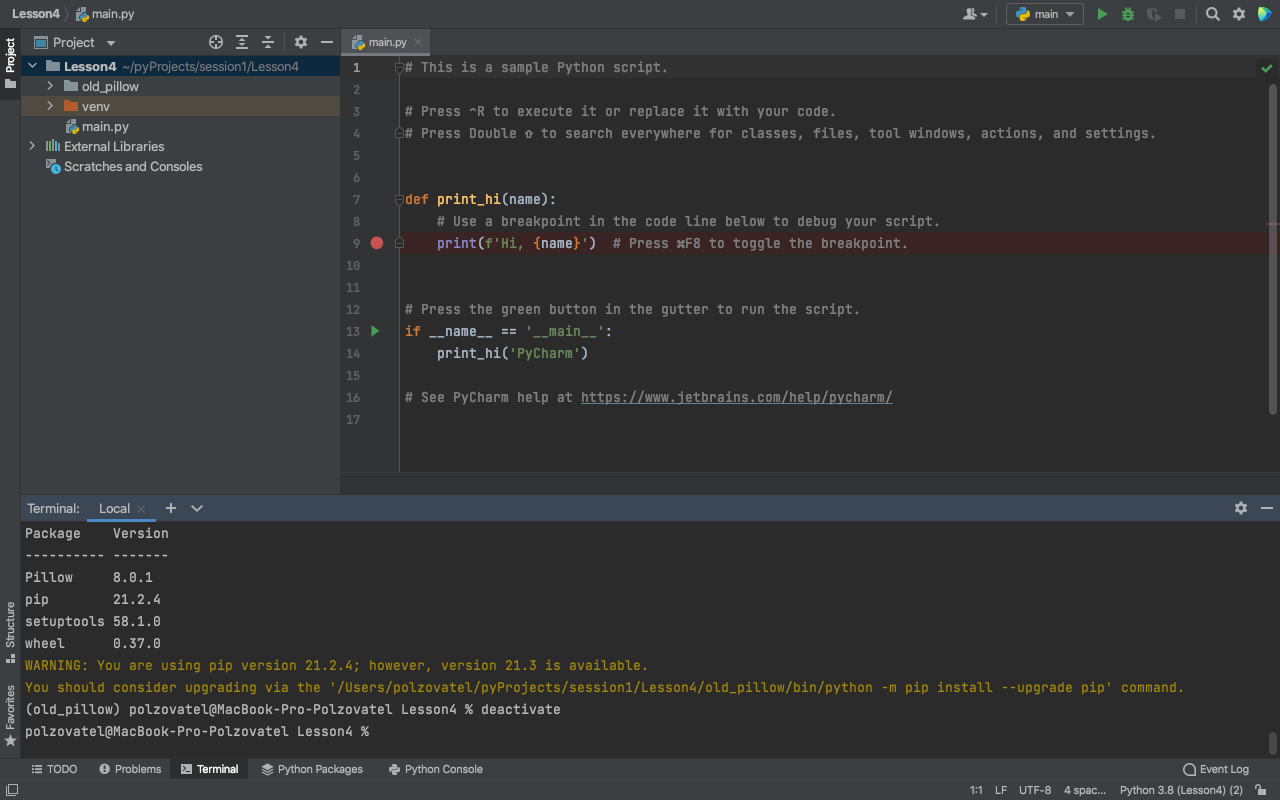 Lesson4 main.py
main
Project
main.py
Lesson4 ~/pyProjects/session1/Lesson4
old_pillow
venv
main.py
External Libraries
Scratches and Consoles
Project
Structure
Favorites
1 # This is a sample Python script.
2
3 # Press ⌃R to execute it or replace it with your code.
4 # Press Double ⇧ to search everywhere for classes, files, tool windows, actions, and settings.
5
6
7 def print_hi(name):
8     # Use a breakpoint in the code line below to debug your script.
9     print(f'Hi, {name}')  # Press ⌘F8 to toggle the breakpoint.
10
11
12 # Press the green button in the gutter to run the script.
13 if __name__ == '__main__':
14     print_hi('PyCharm')
15
16 # See PyCharm help at https://www.jetbrains.com/help/pycharm/
17
Terminal: Local
Package    Version
---------- -------
Pillow     8.0.1
pip        21.2.4
setuptools 58.1.0
wheel      0.37.0
WARNING: You are using pip version 21.2.4; however, version 21.3 is available.
You should consider upgrading via the '/Users/polzovatel/pyProjects/session1/Lesson4/old_pillow/bin/python -m pip install --upgrade pip' command.
(old_pillow) polzovatel@MacBook-Pro-Polzovatel Lesson4 % deactivate
polzovatel@MacBook-Pro-Polzovatel Lesson4 %
TODO Problems Terminal Python Packages Python Console Event Log
1:1 LF UTF-8 4 spac... Python 3.8 (Lesson4) (2)